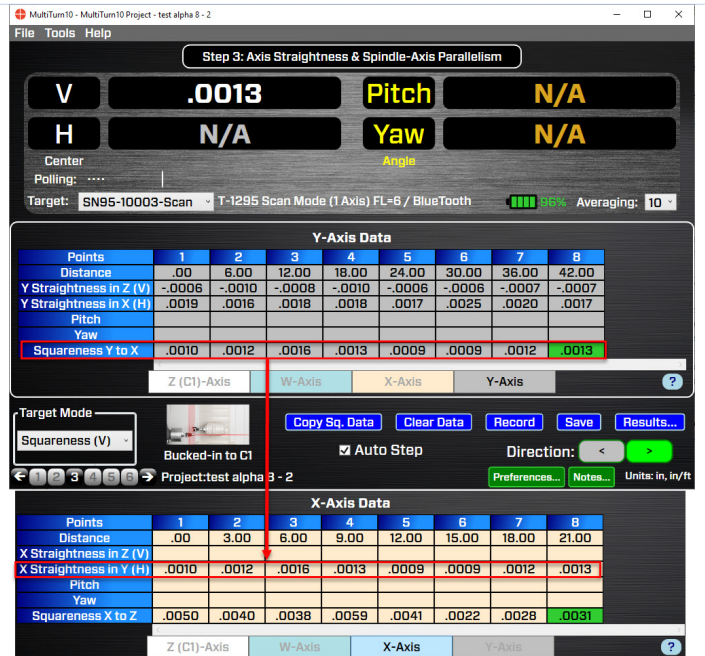 MultiTurn10 - MultiTurn10 Project - test alpha 8 - 2
File Tools Help
Step 3: Axis Straightness & Spindle-Axis Parallelism
V .0013 Pitch N/A
H N/A Yaw N/A
Center Angle
Polling: ....
Target: SN95-10003-Scan T-1295 Scan Mode (1 Axis) FL=6 / BlueTooth 96% Averaging: 10
Y-Axis Data
Points 1 2 3 4 5 6 7 8
Distance .00 6.00 12.00 18.00 24.00 30.00 36.00 42.00
Y Straightness in Z (V) -.0006 -.0010 -.0008 -.0010 -.0006 -.0006 -.0007 -.0007
Y Straightness in X (H) .0019 .0016 .0018 .0018 .0017 .0025 .0020 .0017
Pitch
Yaw
Squareness Y to X .0010 .0012 .0016 .0013 .0009 .0009 .0012 .0013
Z (C1)-Axis W-Axis X-Axis Y-Axis ?
Target Mode
Squareness (V)
Bucked-in to C1
Copy Sq. Data Clear Data Record Save Results...
Auto Step Direction: < >
1 2 3 4 5 6 Project:test alpha 8 - 2 Preferences... Notes... Units: in, in/ft
X-Axis Data
Points 1 2 3 4 5 6 7 8
Distance .00 3.00 6.00 9.00 12.00 15.00 18.00 21.00
X Straightness in Z (V)
X Straightness in Y (H) .0010 .0012 .0016 .0013 .0009 .0009 .0012 .0013
Pitch
Yaw
Squareness X to Z .0050 .0040 .0038 .0059 .0041 .0022 .0028 .0031
Z (C1)-Axis W-Axis X-Axis Y-Axis ?